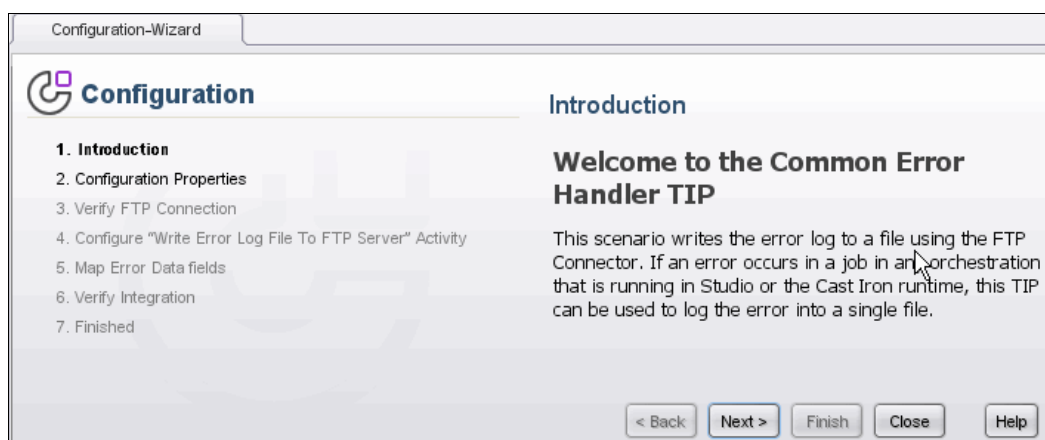 Configuration-Wizard
Configuration
1. Introduction
2. Configuration Properties
3. Verify FTP Connection
4. Configure "Write Error Log File To FTP Server" Activity
5. Map Error Data fields
6. Verify Integration
7. Finished
Introduction
Welcome to the Common Error
Handler TIP
This scenario writes the error log to a file using the FTP
Connector. If an error occurs in a job in an orchestration
that is running in Studio or the Cast Iron runtime, this TIP
can be used to log the error into a single file.
< Back
Next >
Finish
Close
Help